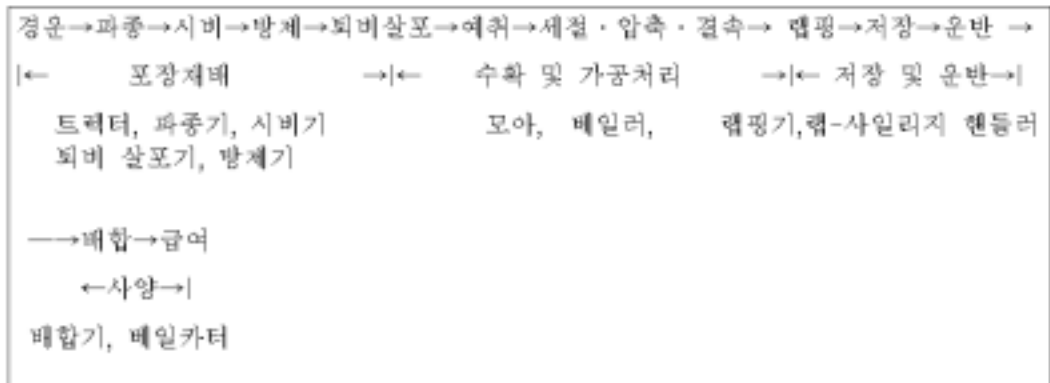 경운→파종→시비→방제→퇴비살포→예취→세절·압축·결속→ 랩핑→저장→운반 →
|← 포장재배 →|← 수확 및 가공처리 →|← 저장 및 운반→|
트랙터, 파종기, 시비기 모아, 베일러, 랩핑기,랩-사일리지 핸들러
퇴비 살포기, 방제기
―→배합→급여
←사양→|
배합기, 베일카터